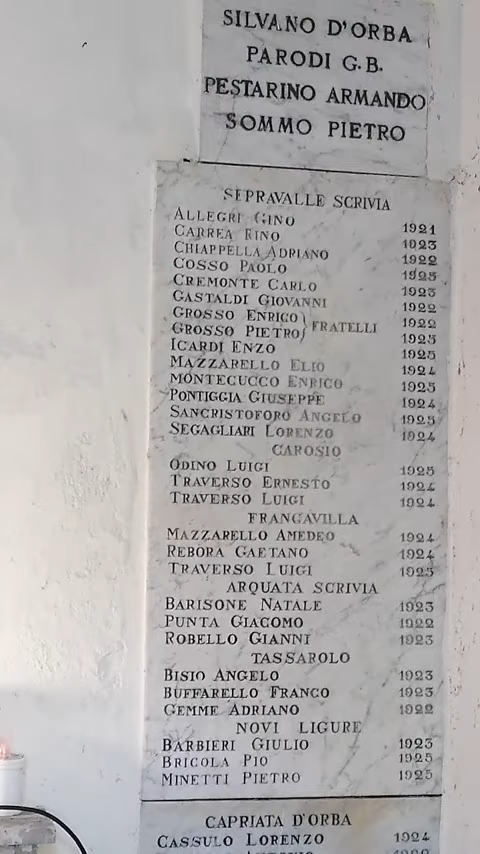 SILVANO D'ORBA
PARODI G.B.
PESTARINO ARMANDO
SOMMO PIETRO
SEPRAVALLE SCRIVIA
ALLEGRI GINO 1921
CARREA RINO 1923
CHIAPPELLA ADRIANO 1922
COSSO PAOLO 1925
CREMONTE CARLO 1923
GASTALDI GIOVANNI 1922
GROSSO ENRICO 1922
GROSSO PIETRO FRATELLI 1925
ICARDI ENZO 1925
MAZZARELLO ELIO 1924
MONTECUCCO ENRICO 1925
PONTIGGIA GIUSEPPE 1924
SANCRISTOFORO ANGELO 1925
SEGAGLIARI LORENZO 1924
CAROSIO
ODINO LUIGI 1925
TRAVERSO ERNESTO 1924
TRAVERSO LUIGI 1924
FRANCAVILLA
MAZZARELLO AMEDEO 1924
REBORA GAETANO 1924
TRAVERSO LUIGI 1925
ARQUATA SCRIVIA
BARISONE NATALE 1923
PUNTA GIACOMO 1922
ROBELLO GIANNI 1923
TASSAROLO
BISIO ANGELO 1923
BUFFARELLO FRANCO 1923
GEMME ADRIANO 1922
NOVI LIGURE
BARBIERI GIULIO 1923
BRICOLA PIO 1925
MINETTI PIETRO 1925
CAPRIATA D'ORBA
CASSULO LORENZO 1924